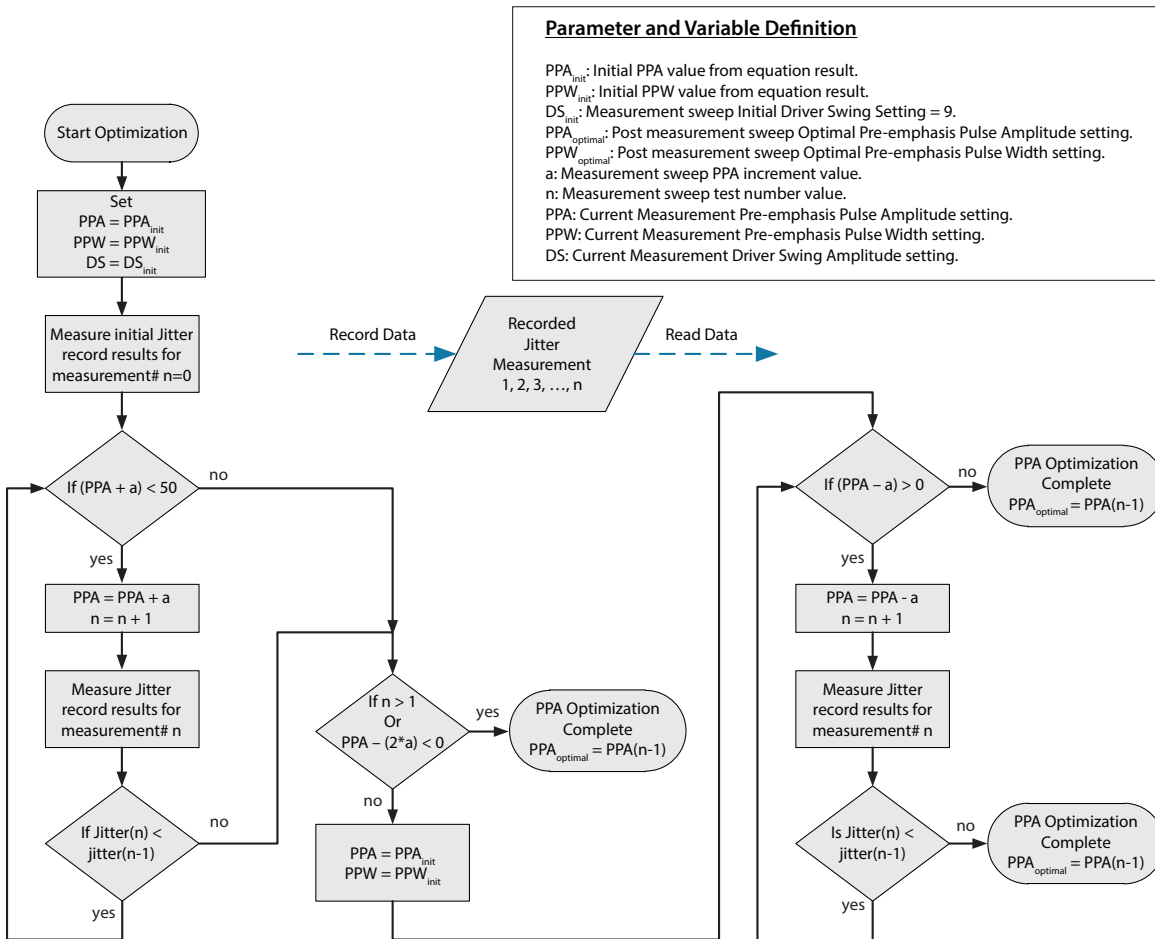 Parameter and Variable Definition
PPAinit: Initial PPA value from equation result.
PPWinit: Initial PPW value from equation result.
DSinit: Measurement sweep Initial Driver Swing Setting = 9.
PPAoptimal: Post measurement sweep Optimal Pre-emphasis Pulse Amplitude setting.
PPWoptimal: Post measurement sweep Optimal Pre-emphasis Pulse Width setting.
a: Measurement sweep PPA increment value.
n: Measurement sweep test number value.
PPA: Current Measurement Pre-emphasis Pulse Amplitude setting.
PPW: Current Measurement Pre-emphasis Pulse Width setting.
DS: Current Measurement Driver Swing Amplitude setting.
Start Optimization
Set
PPA = PPAinit
PPW = PPWinit
DS = DSinit
Measure initial Jitter
record results for
measurement# n=0
Record Data
Recorded
Jitter
Measurement
1, 2, 3, …, n
Read Data
If (PPA + a) < 50
no
yes
PPA = PPA + a
n = n + 1
Measure Jitter
record results for
measurement# n
If Jitter(n) <
jitter(n-1)
no
yes
If n > 1
Or
PPA – (2*a) < 0
yes
PPA Optimization
Complete
PPAoptimal = PPA(n-1)
no
PPA = PPAinit
PPW = PPWinit
If (PPA – a) > 0
no
PPA Optimization
Complete
PPAoptimal = PPA(n-1)
yes
PPA = PPA - a
n = n + 1
Measure Jitter
record results for
measurement# n
Is Jitter(n) <
jitter(n-1)
no
PPA Optimization
Complete
PPAoptimal = PPA(n-1)
yes